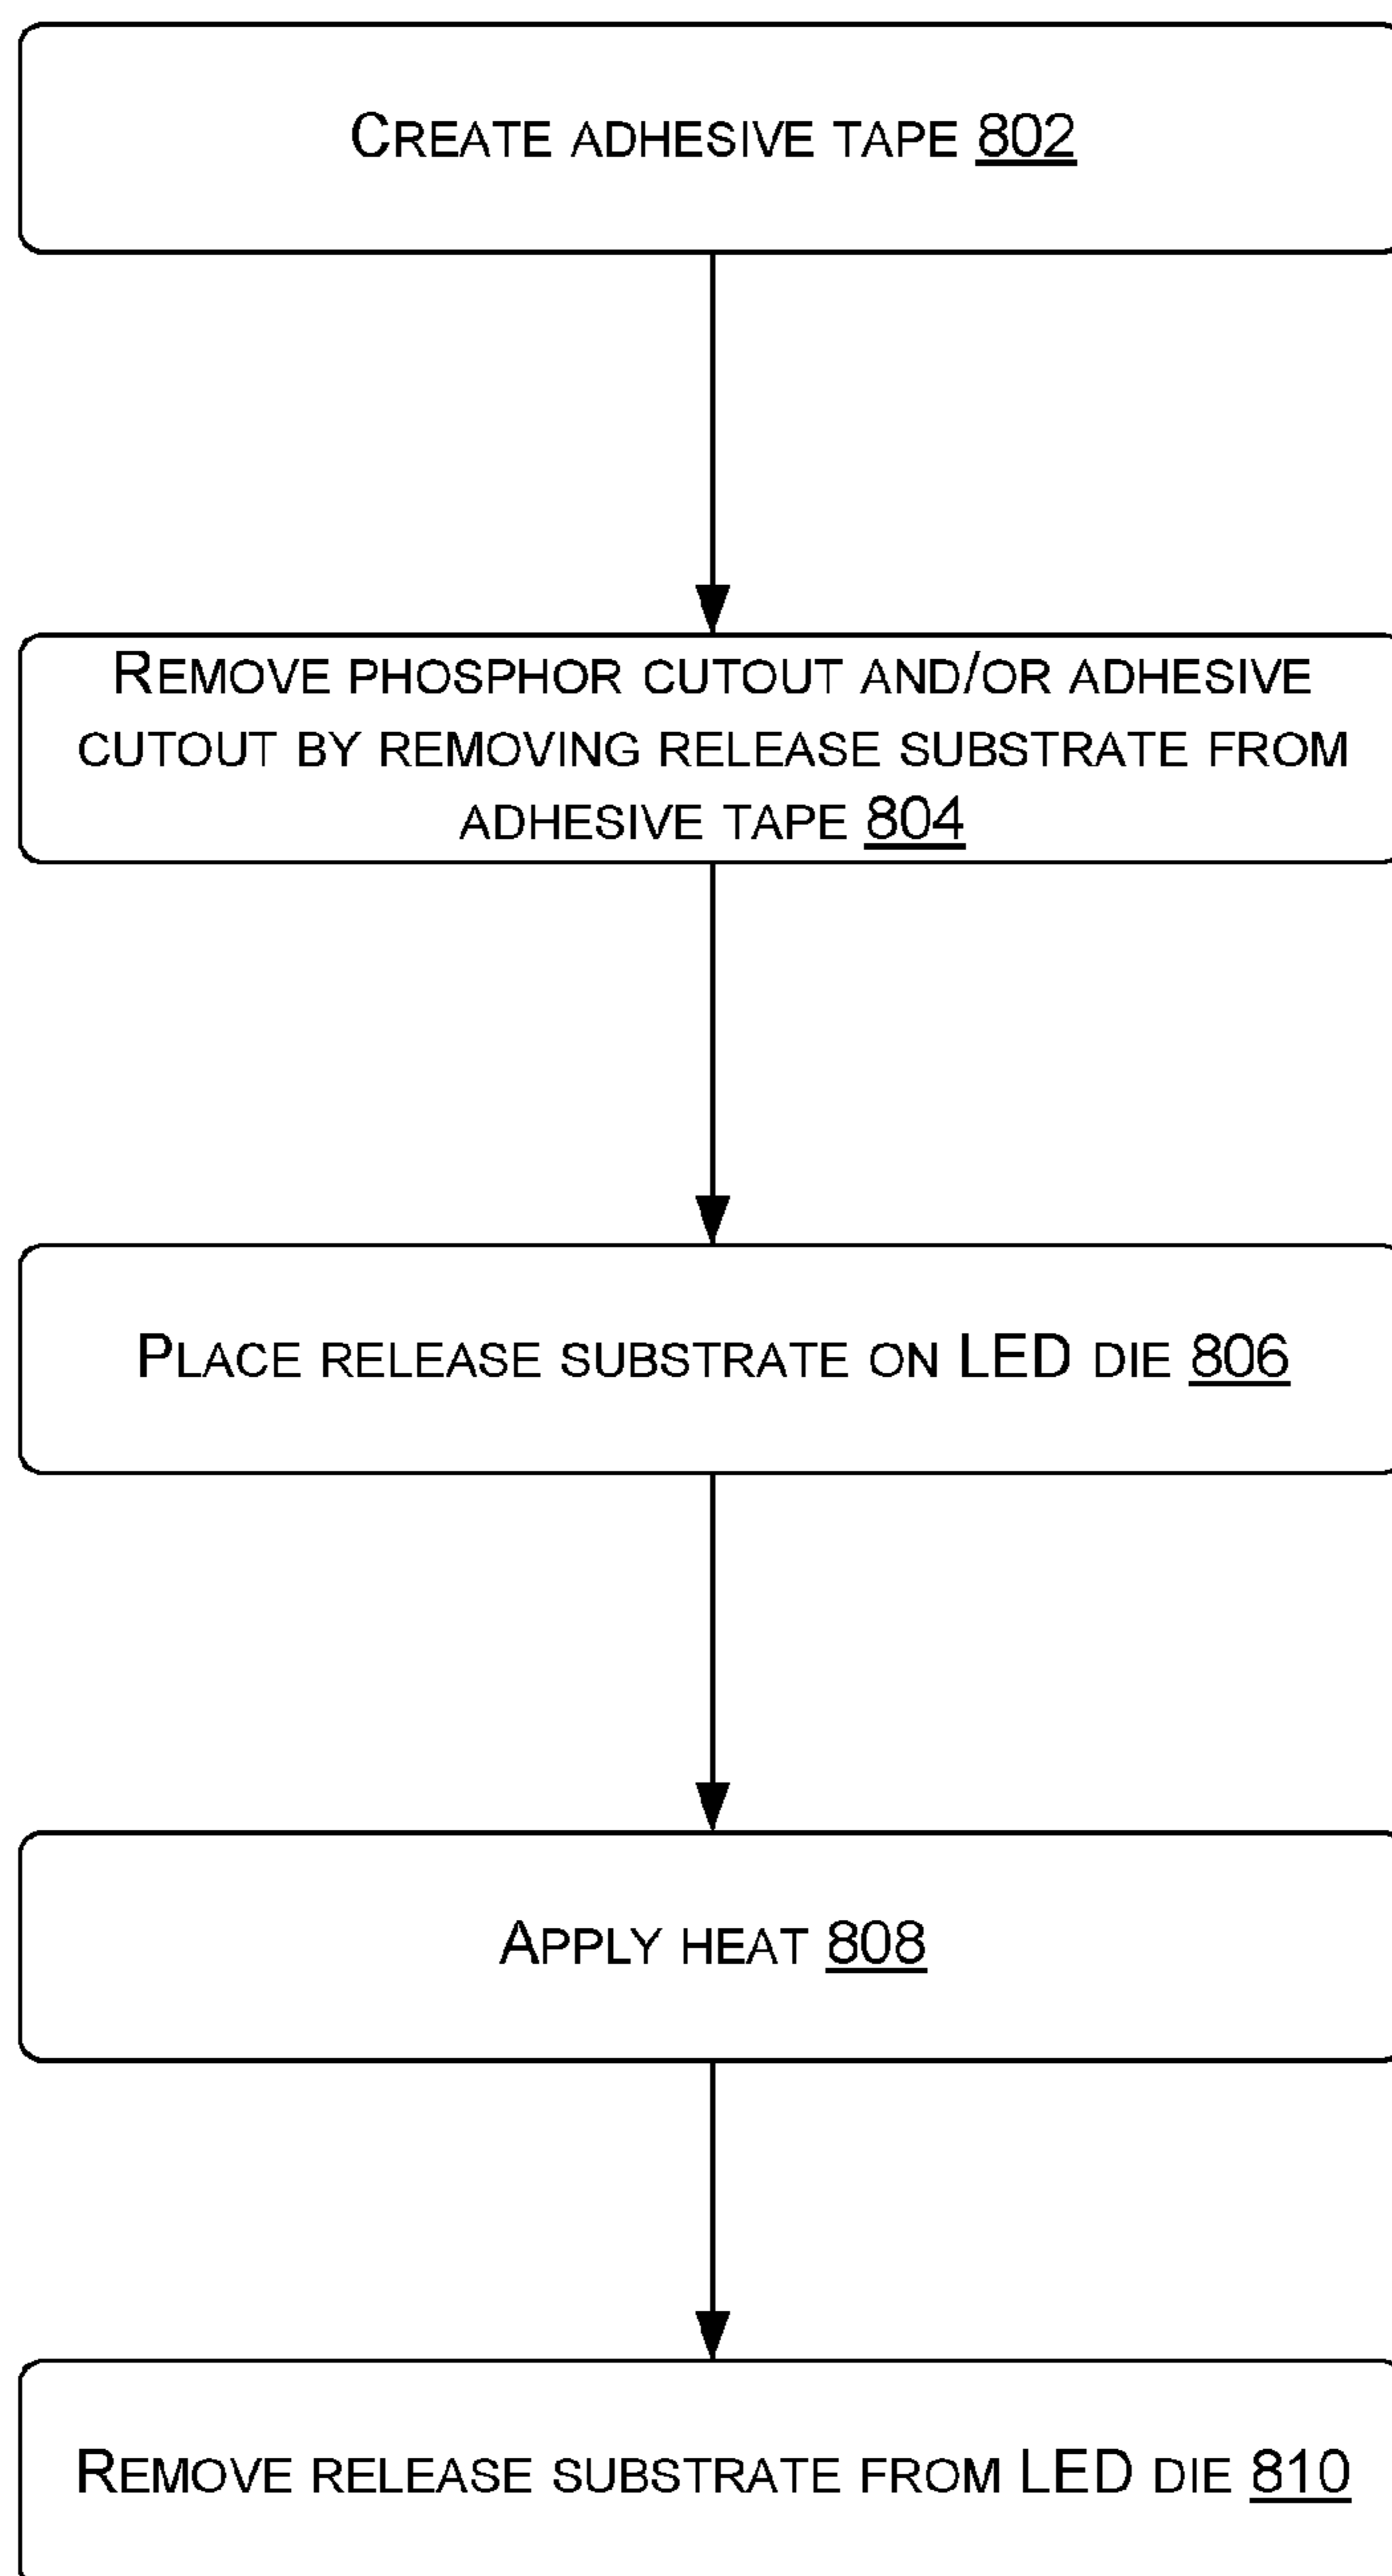 CREATE ADHESIVE TAPE 802
REMOVE PHOSPHOR CUTOUT AND/OR ADHESIVE
CUTOUT BY REMOVING RELEASE SUBSTRATE FROM
ADHESIVE TAPE 804
PLACE RELEASE SUBSTRATE ON LED DIE 806
APPLY HEAT 808
REMOVE RELEASE SUBSTRATE FROM LED DIE 810